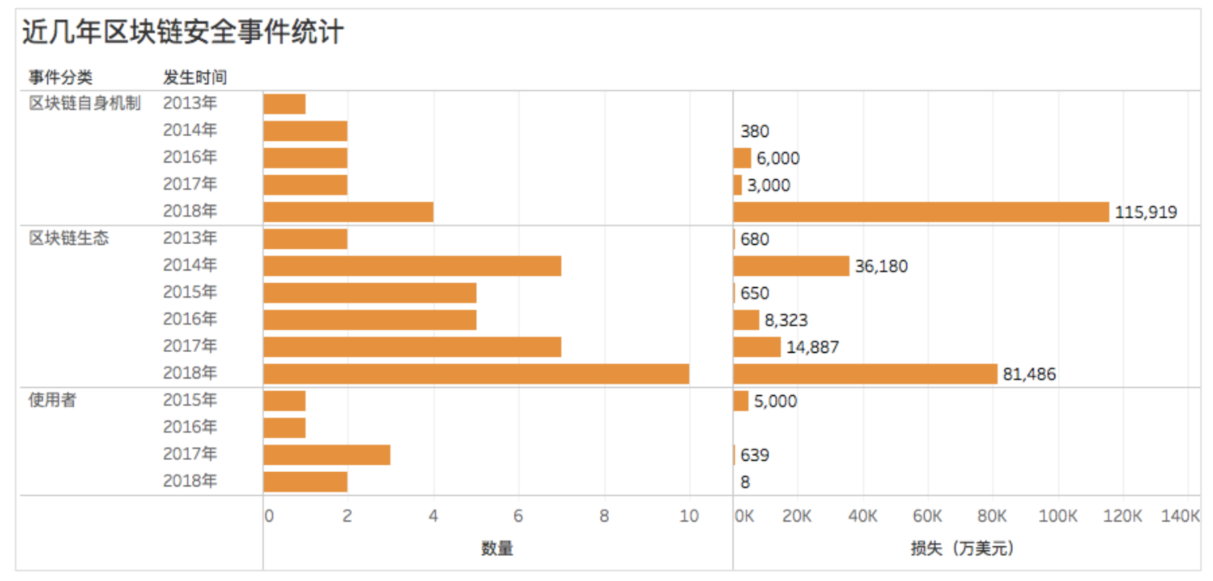 近几年区块链安全事件统计
事件分类 发生时间
区块链自身机制 2013年
2014年 380
2016年 6,000
2017年 3,000
2018年 115,919
区块链生态 2013年 680
2014年 36,180
2015年 650
2016年 8,323
2017年 14,887
2018年 81,486
使用者 2015年 5,000
2016年
2017年 639
2018年 8
0 2 4 6 8 10 0K 20K 40K 60K 80K 100K 120K 140K
数量 损失（万美元）